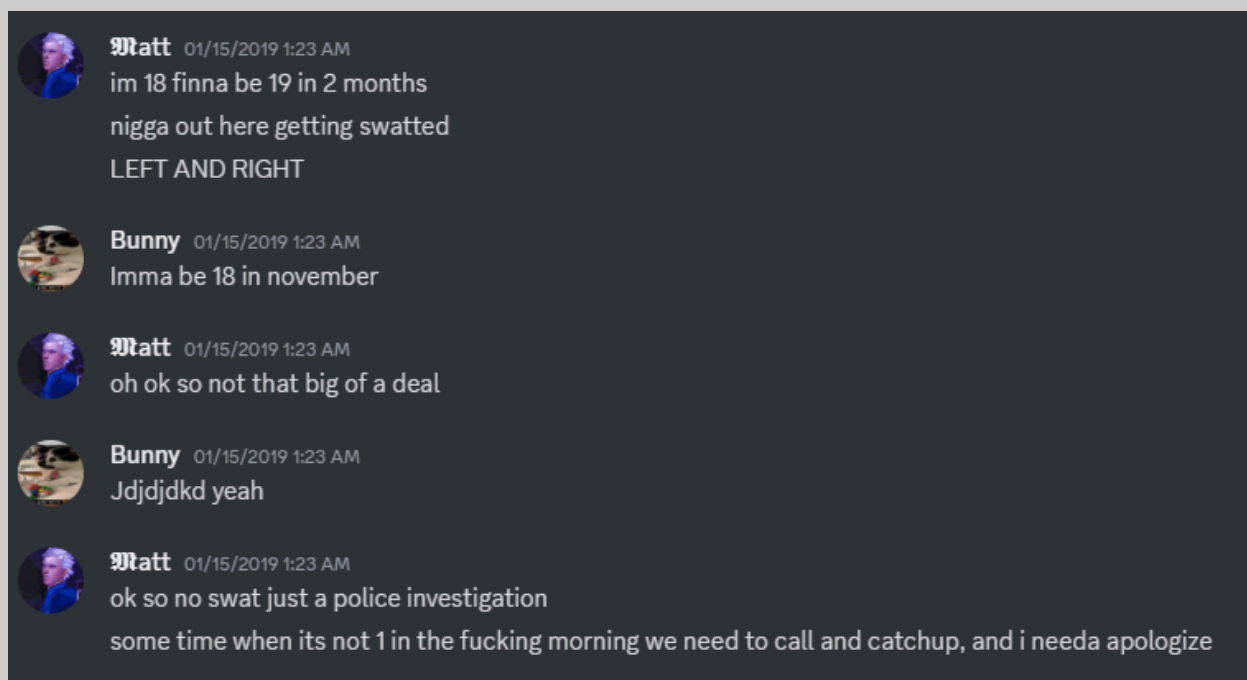 𝕸att 01/15/2019 1:23 AM
im 18 finna be 19 in 2 months
nigga out here getting swatted
LEFT AND RIGHT
Bunny 01/15/2019 1:23 AM
Imma be 18 in november
𝕸att 01/15/2019 1:23 AM
oh ok so not that big of a deal
Bunny 01/15/2019 1:23 AM
Jdjdjdkd yeah
𝕸att 01/15/2019 1:23 AM
ok so no swat just a police investigation
some time when its not 1 in the fucking morning we need to call and catchup, and i needa apologize